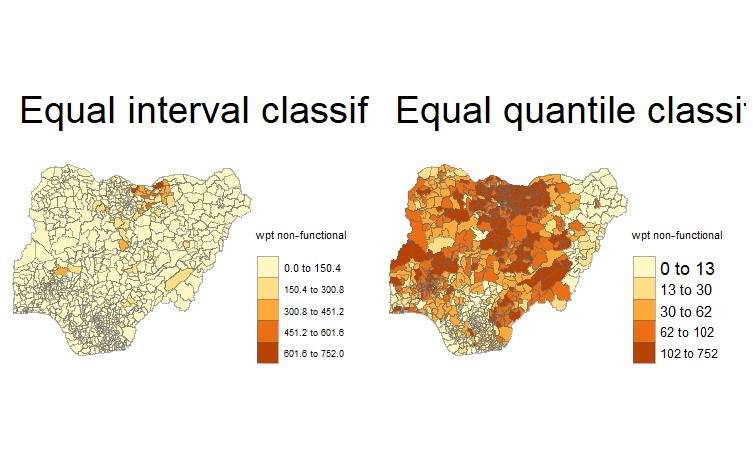 Equal interval classif
Equal quantile classif
wpt non-functional
0.0 to 150.4
150.4 to 300.8
300.8 to 451.2
451.2 to 601.6
601.6 to 752.0
wpt non-functional
0 to 13
13 to 30
30 to 62
62 to 102
102 to 752